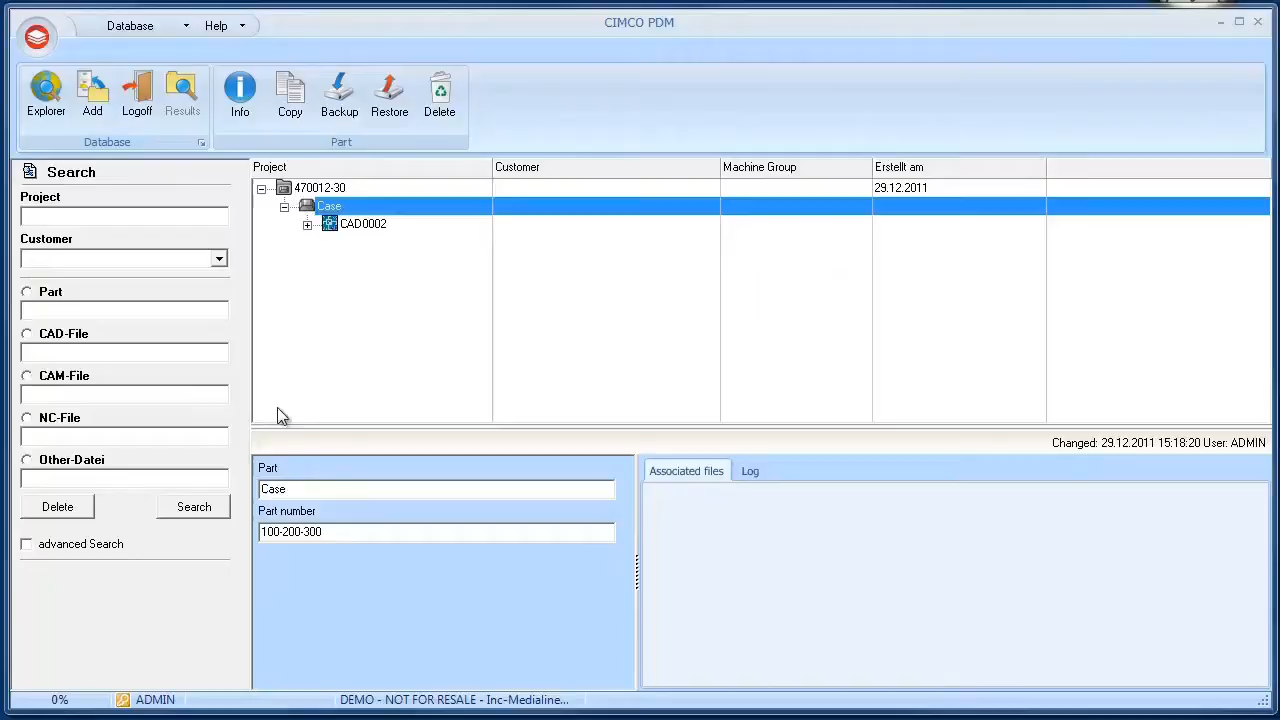 CIMCO PDM
Database Help
Explorer Add Logoff Results Info Copy Backup Restore Delete
Database Part
Search
Project
Customer
Part
CAD-File
CAM-File
NC-File
Other-Datei
Delete Search
advanced Search
Project Customer Machine Group Erstellt am
470012-30 29.12.2011
Case
CAD0002
Changed: 29.12.2011 15:18:20 User: ADMIN
Part
Case
Part number
100-200-300
Associated files Log
0% ADMIN DEMO - NOT FOR RESALE - Inc-Medialine...